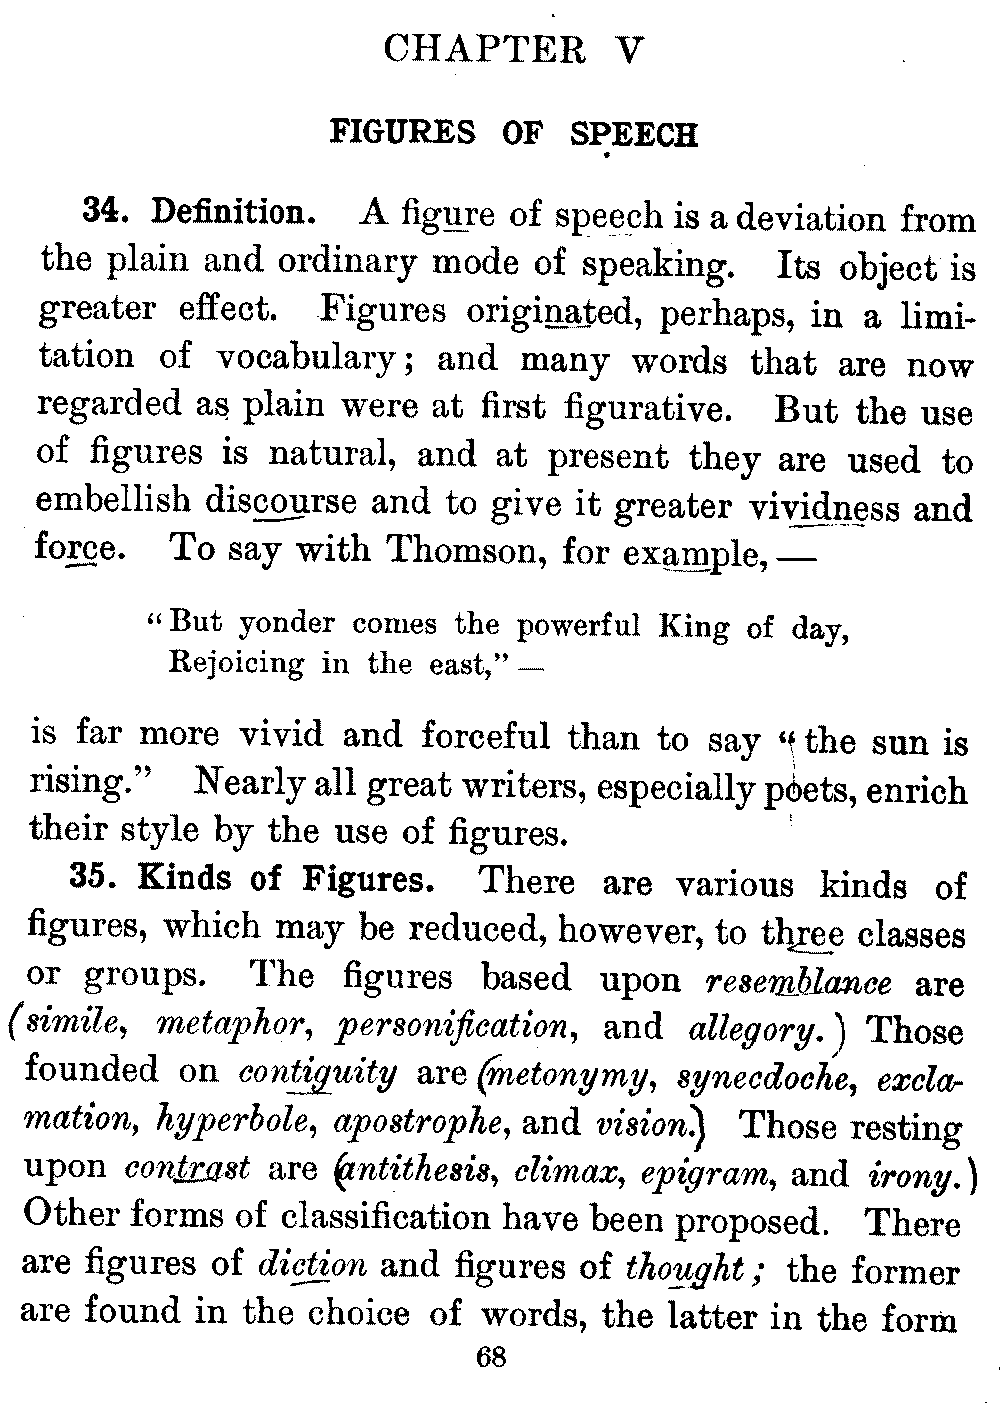 CHAPTER V
FIGURES OF SPEECH
34. Definition. A figure of speech is a deviation from
the plain and ordinary mode of speaking. Its object is
greater effect. Figures originated, perhaps, in a limi-
tation of vocabulary; and many words that are now
regarded as plain were at first figurative. But the use
of figures is natural, and at present they are used to
embellish discourse and to give it greater vividness and
force. To say with Thomson, for example, —
“But yonder comes the powerful King of day,
Rejoicing in the east,” —
is far more vivid and forceful than to say “the sun is
rising.” Nearly all great writers, especially poets, enrich
their style by the use of figures.
35. Kinds of Figures. There are various kinds of
figures, which may be reduced, however, to three classes
or groups. The figures based upon resemblance are
(simile, metaphor, personification, and allegory.) Those
founded on contiguity are (metonymy, synecdoche, excla-
mation, hyperbole, apostrophe, and vision.) Those resting
upon contrast are (antithesis, climax, epigram, and irony.)
Other forms of classification have been proposed. There
are figures of diction and figures of thought; the former
are found in the choice of words, the latter in the form
68